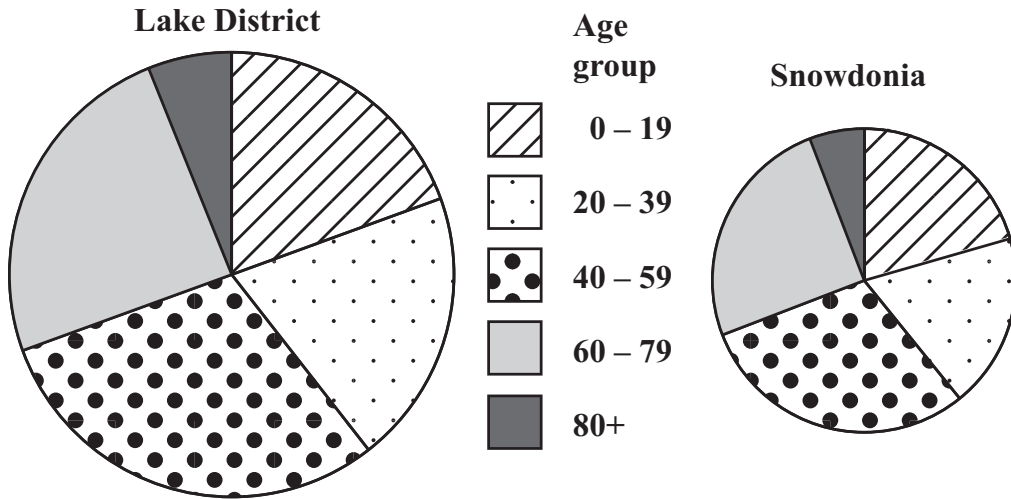 Lake District
Age
group
0 – 19
20 – 39
40 – 59
60 – 79
80+
Snowdonia